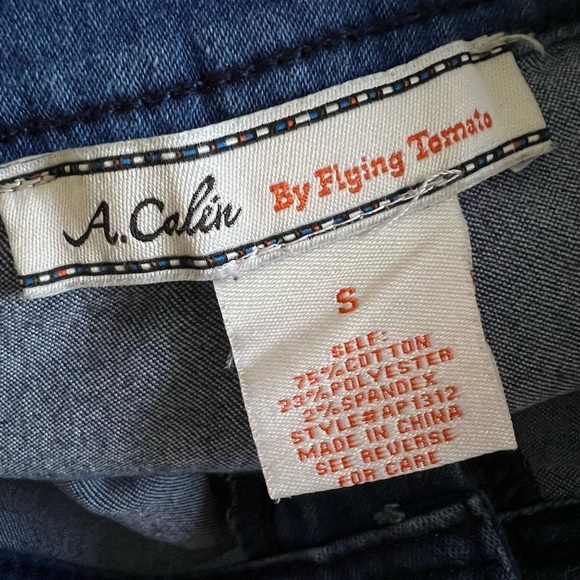 A.Calén By Flying Tomato
S
SELF:
75%COTTON
23%POLYESTER
2%SPANDEX
STYLE#AP1312
MADE IN CHINA
SEE REVERSE
FOR CARE